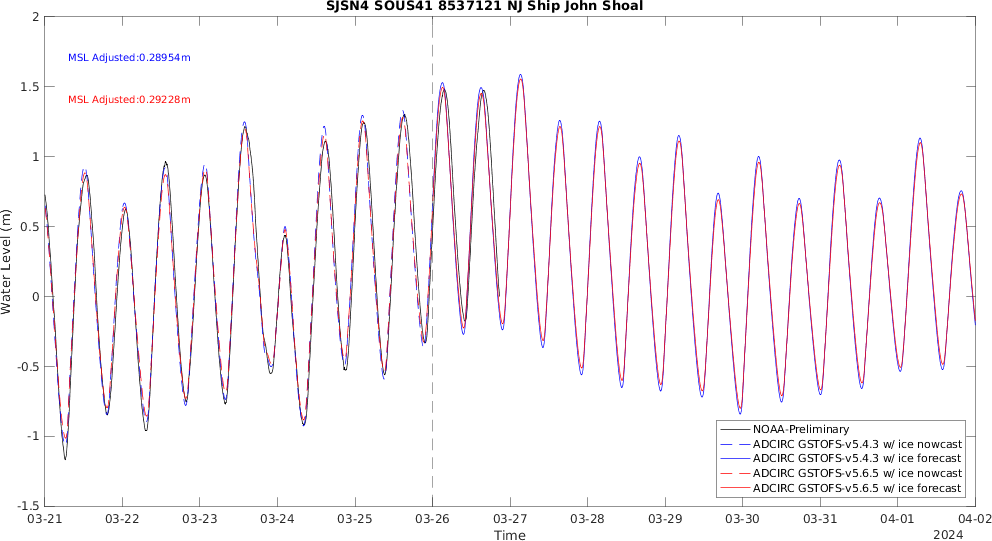 SJSN4 SOUS41 8537121 NJ Ship John Shoal
MSL Adjusted:0.28954m
MSL Adjusted:0.29228m
Water Level (m)
2
1.5
1
0.5
0
-0.5
-1
-1.5
NOAA-Preliminary
ADCIRC GSTOFS-v5.4.3 w/ ice nowcast
ADCIRC GSTOFS-v5.4.3 w/ ice forecast
ADCIRC GSTOFS-v5.6.5 w/ ice nowcast
ADCIRC GSTOFS-v5.6.5 w/ ice forecast
03-21 03-22 03-23 03-24 03-25 03-26 03-27 03-28 03-29 03-30 03-31 04-01 04-02
Time
2024